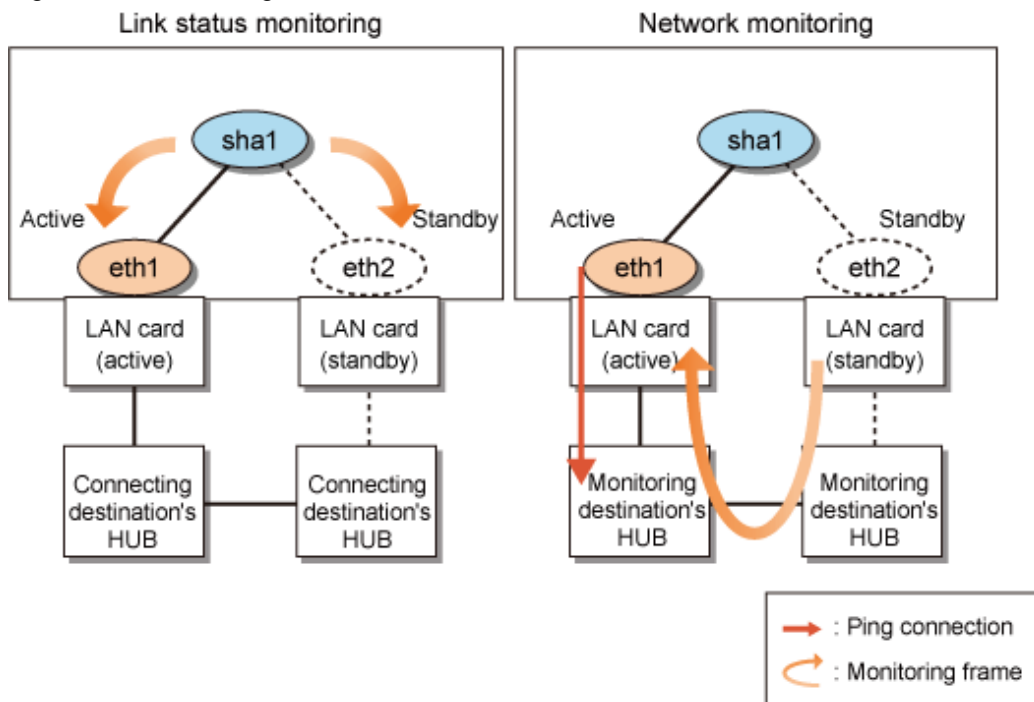 Link status monitoring
sha1
Active
Standby
eth1
eth2
LAN card
(active)
LAN card
(standby)
Connecting
destination's
HUB
Connecting
destination's
HUB
Network monitoring
sha1
Active
Standby
eth1
eth2
LAN card
(active)
LAN card
(standby)
Monitoring
destination's
HUB
Monitoring
destination's
HUB
: Ping connection
: Monitoring frame